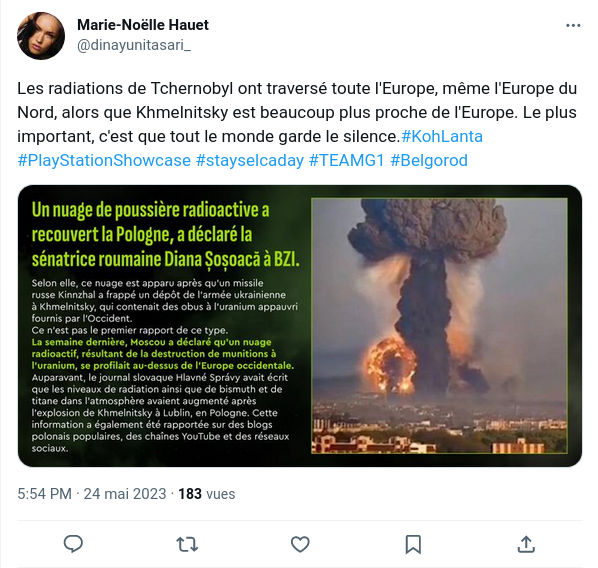 Marie-Noëlle Hauet
@dinayunitasari_
Les radiations de Tchernobyl ont traversé toute l'Europe, même l'Europe du
Nord, alors que Khmelnitsky est beaucoup plus proche de l'Europe. Le plus
important, c'est que tout le monde garde le silence.#KohLanta
#PlayStationShowcase #stayselcaday #TEAMG1 #Belgorod
Un nuage de poussière radioactive a
recouvert la Pologne, a déclaré la
sénatrice roumaine Diana Șoșoacă à BZI.
Selon elle, ce nuage est apparu après qu'un missile
russe Kinnzhal a frappé un dépôt de l'armée ukrainienne
à Khmelnitsky, qui contenait des obus à l'uranium appauvri
fournis par l'Occident.
Ce n'est pas le premier rapport de ce type.
La semaine dernière, Moscou a déclaré qu'un nuage
radioactif, résultant de la destruction de munitions à
l'uranium, se profilait au-dessus de l'Europe occidentale.
Auparavant, le journal slovaque Hlavné Správy avait écrit
que les niveaux de radiation ainsi que de bismuth et de
titane dans l'atmosphère avaient augmenté après
l'explosion de Khmelnitsky à Lublin, en Pologne. Cette
information a également été rapportée sur des blogs
polonais populaires, des chaînes YouTube et des réseaux
sociaux.
5:54 PM · 24 mai 2023 · 183 vues